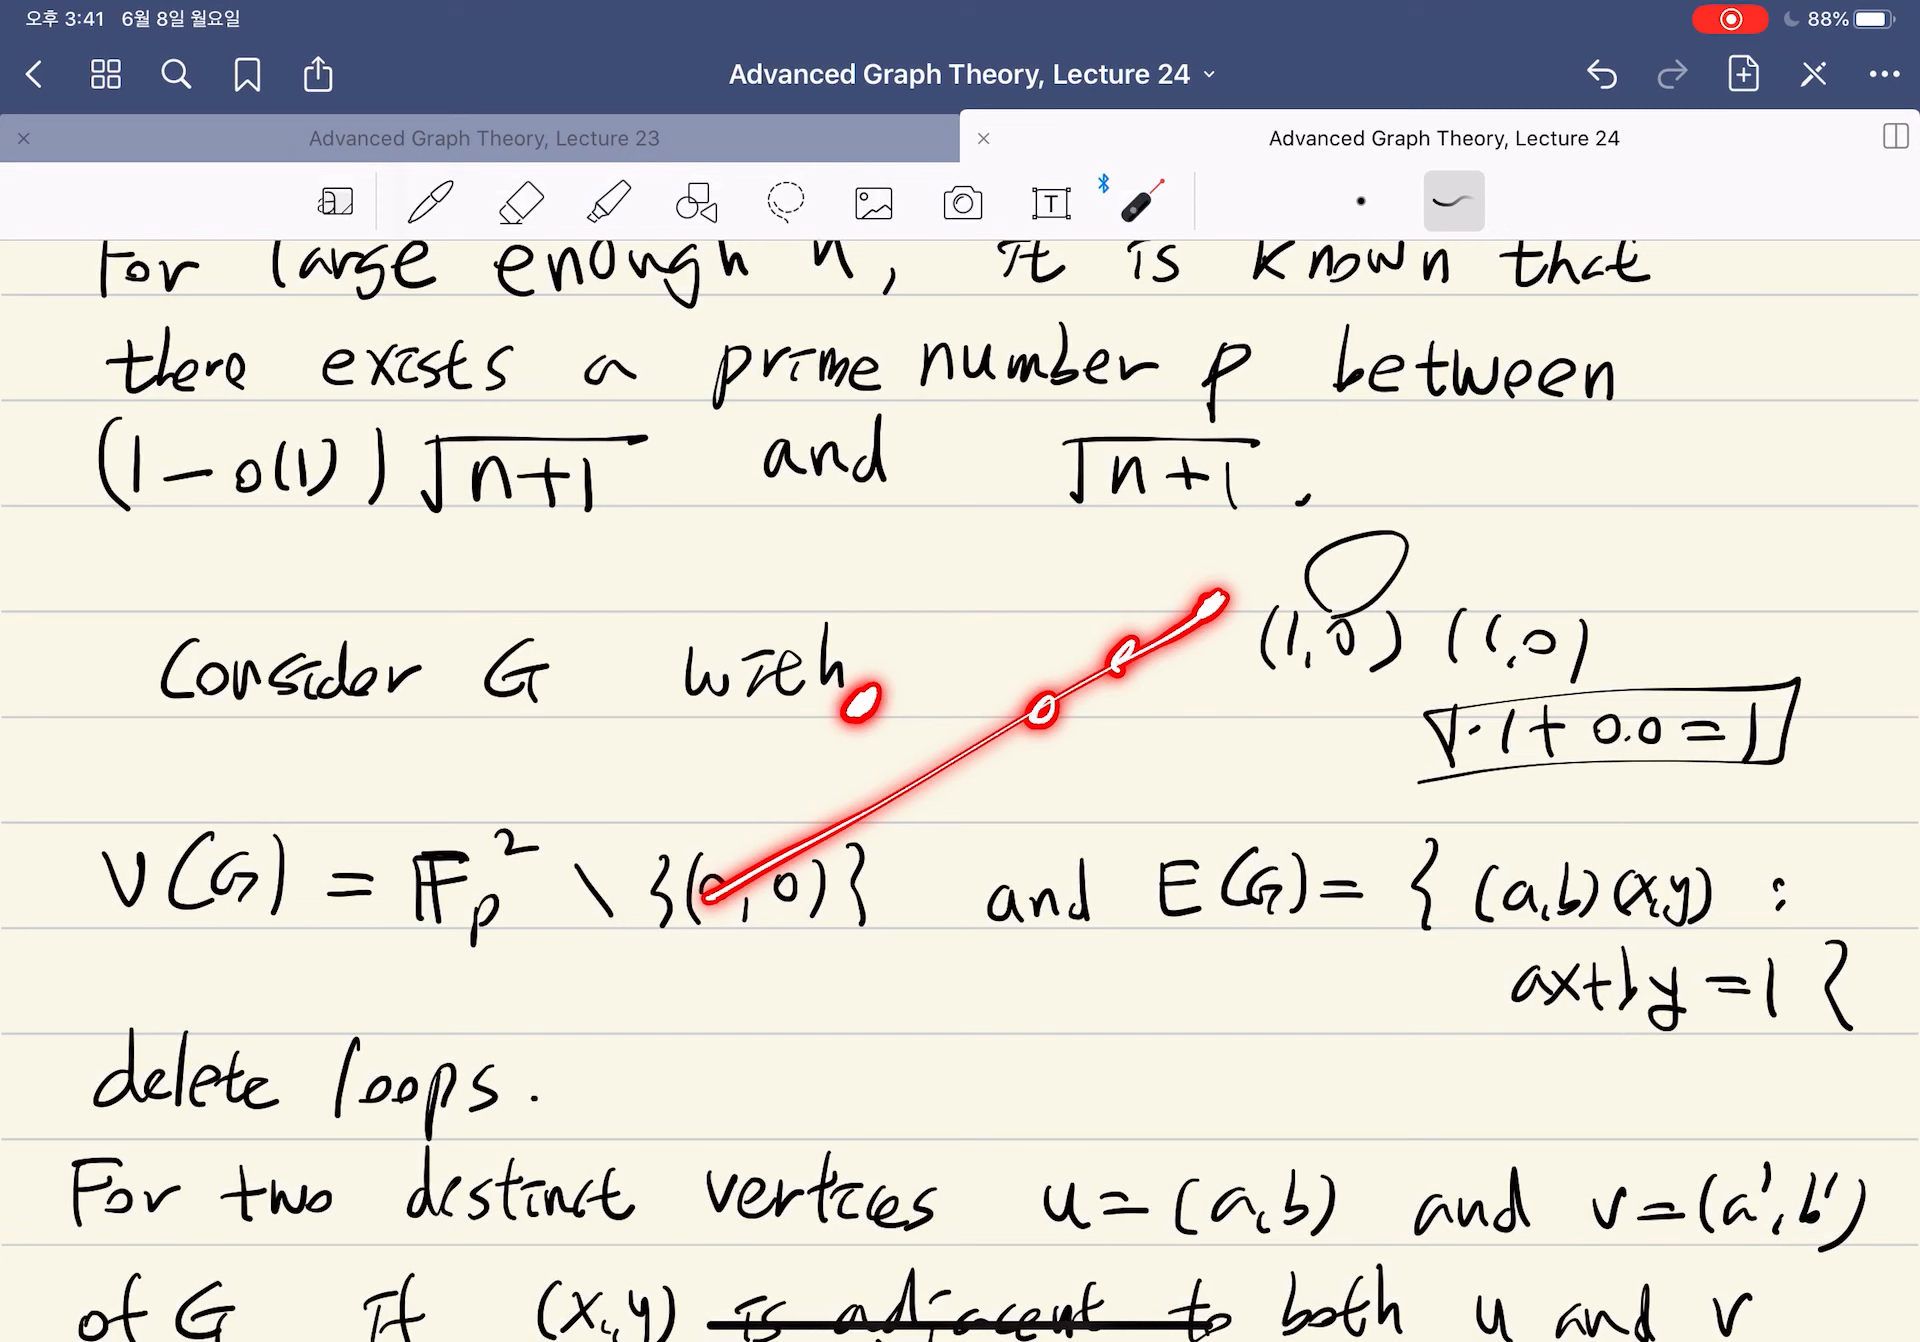 오후 3:41 6월 8일 월요일
88%
Advanced Graph Theory, Lecture 24
Advanced Graph Theory, Lecture 23
Advanced Graph Theory, Lecture 24
For large enough n, it is known that
there exists a prime number p between
(1-o(1))√n+1 and √n+1.
(1,0) (1,0)
Consider G with
1·1+0.0=1
V(G) = 𝔽p² \ {(0,0)} and E(G) = { (a,b)(x,y) :
ax+by=1 }
delete loops.
For two distinct vertices u=(a,b) and v=(a',b')
of G if (x,y) is adjacent to both u and v